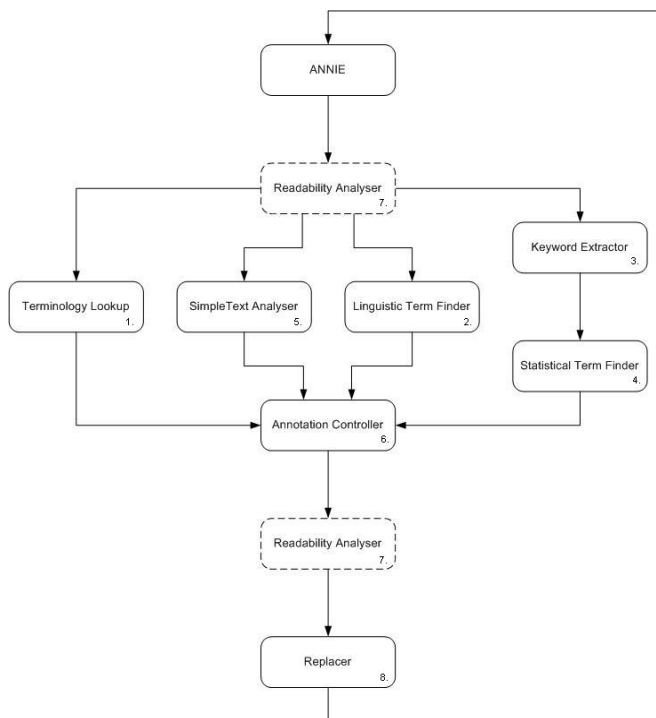 ANNIE
Readability Analyser
7.
Keyword Extractor
3.
Terminology Lookup
1.
SimpleText Analyser
5.
Linguistic Term Finder
2.
Statistical Term Finder
4.
Annotation Controller
6.
Readability Analyser
7.
Replacer
8.